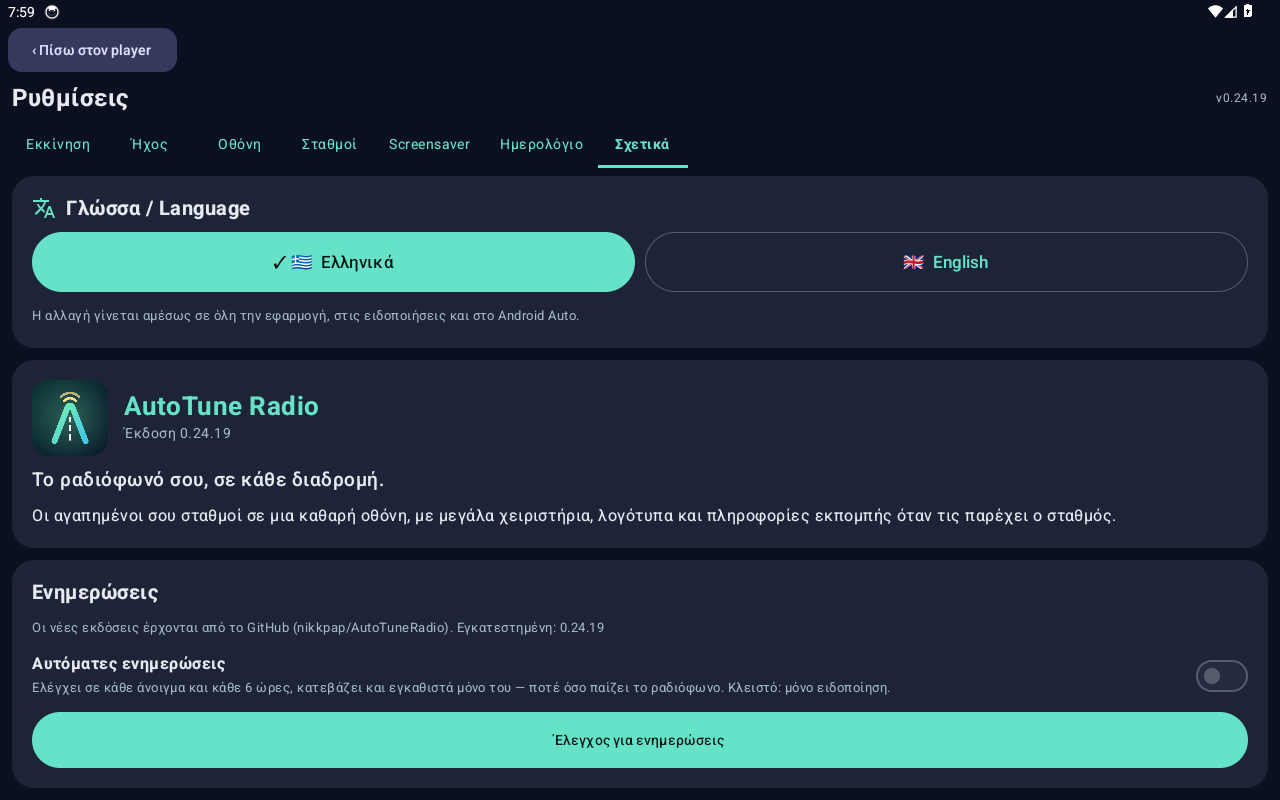 7:59
‹ Πίσω στον player
Ρυθμίσεις
v0.24.19
Εκκίνηση
Ήχος
Οθόνη
Σταθμοί
Screensaver
Ημερολόγιο
Σχετικά
Γλώσσα / Language
✓ 🇬🇷 Ελληνικά
🇬🇧 English
Η αλλαγή γίνεται αμέσως σε όλη την εφαρμογή, στις ειδοποιήσεις και στο Android Auto.
AutoTune Radio
Έκδοση 0.24.19
Το ραδιόφωνό σου, σε κάθε διαδρομή.
Οι αγαπημένοι σου σταθμοί σε μια καθαρή οθόνη, με μεγάλα χειριστήρια, λογότυπα και πληροφορίες εκπομπής όταν τις παρέχει ο σταθμός.
Ενημερώσεις
Οι νέες εκδόσεις έρχονται από το GitHub (nikkpap/AutoTuneRadio). Εγκατεστημένη: 0.24.19
Αυτόματες ενημερώσεις
Ελέγχει σε κάθε άνοιγμα και κάθε 6 ώρες, κατεβάζει και εγκαθιστά μόνο του — ποτέ όσο παίζει το ραδιόφωνο. Κλειστό: μόνο ειδοποίηση.
Έλεγχος για ενημερώσεις